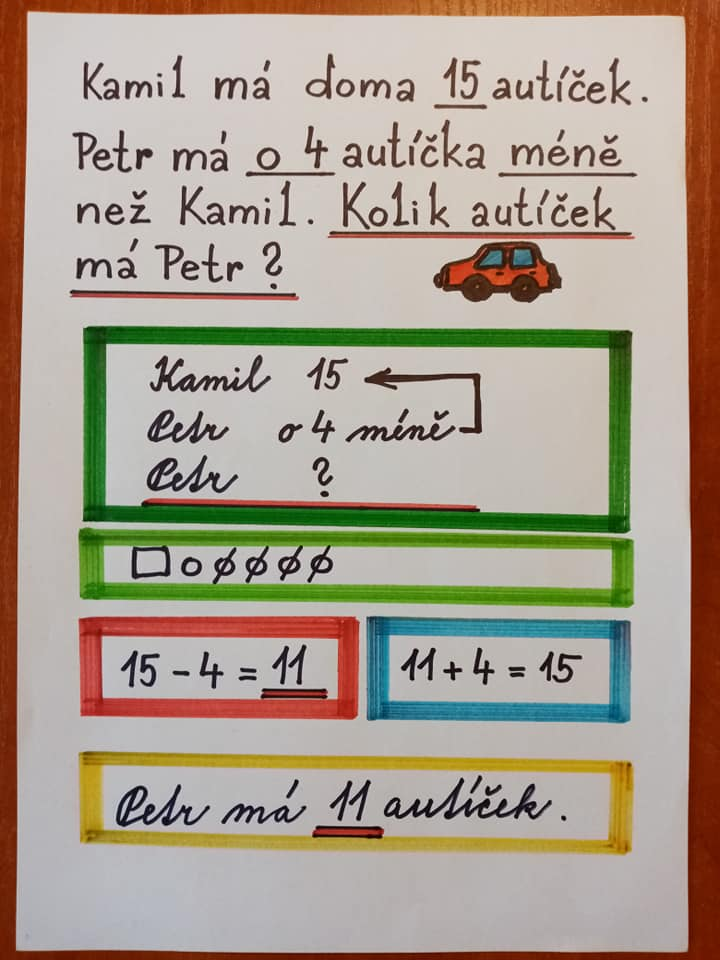 Kamil má doma 15 autíček.
Petr má o 4 autíčka méně
než Kamil. Kolik autíček
má Petr?
Kamil 15
Petr o 4 méně
Petr ?
15 - 4 = 11
11 + 4 = 15
Petr má 11 autíček.